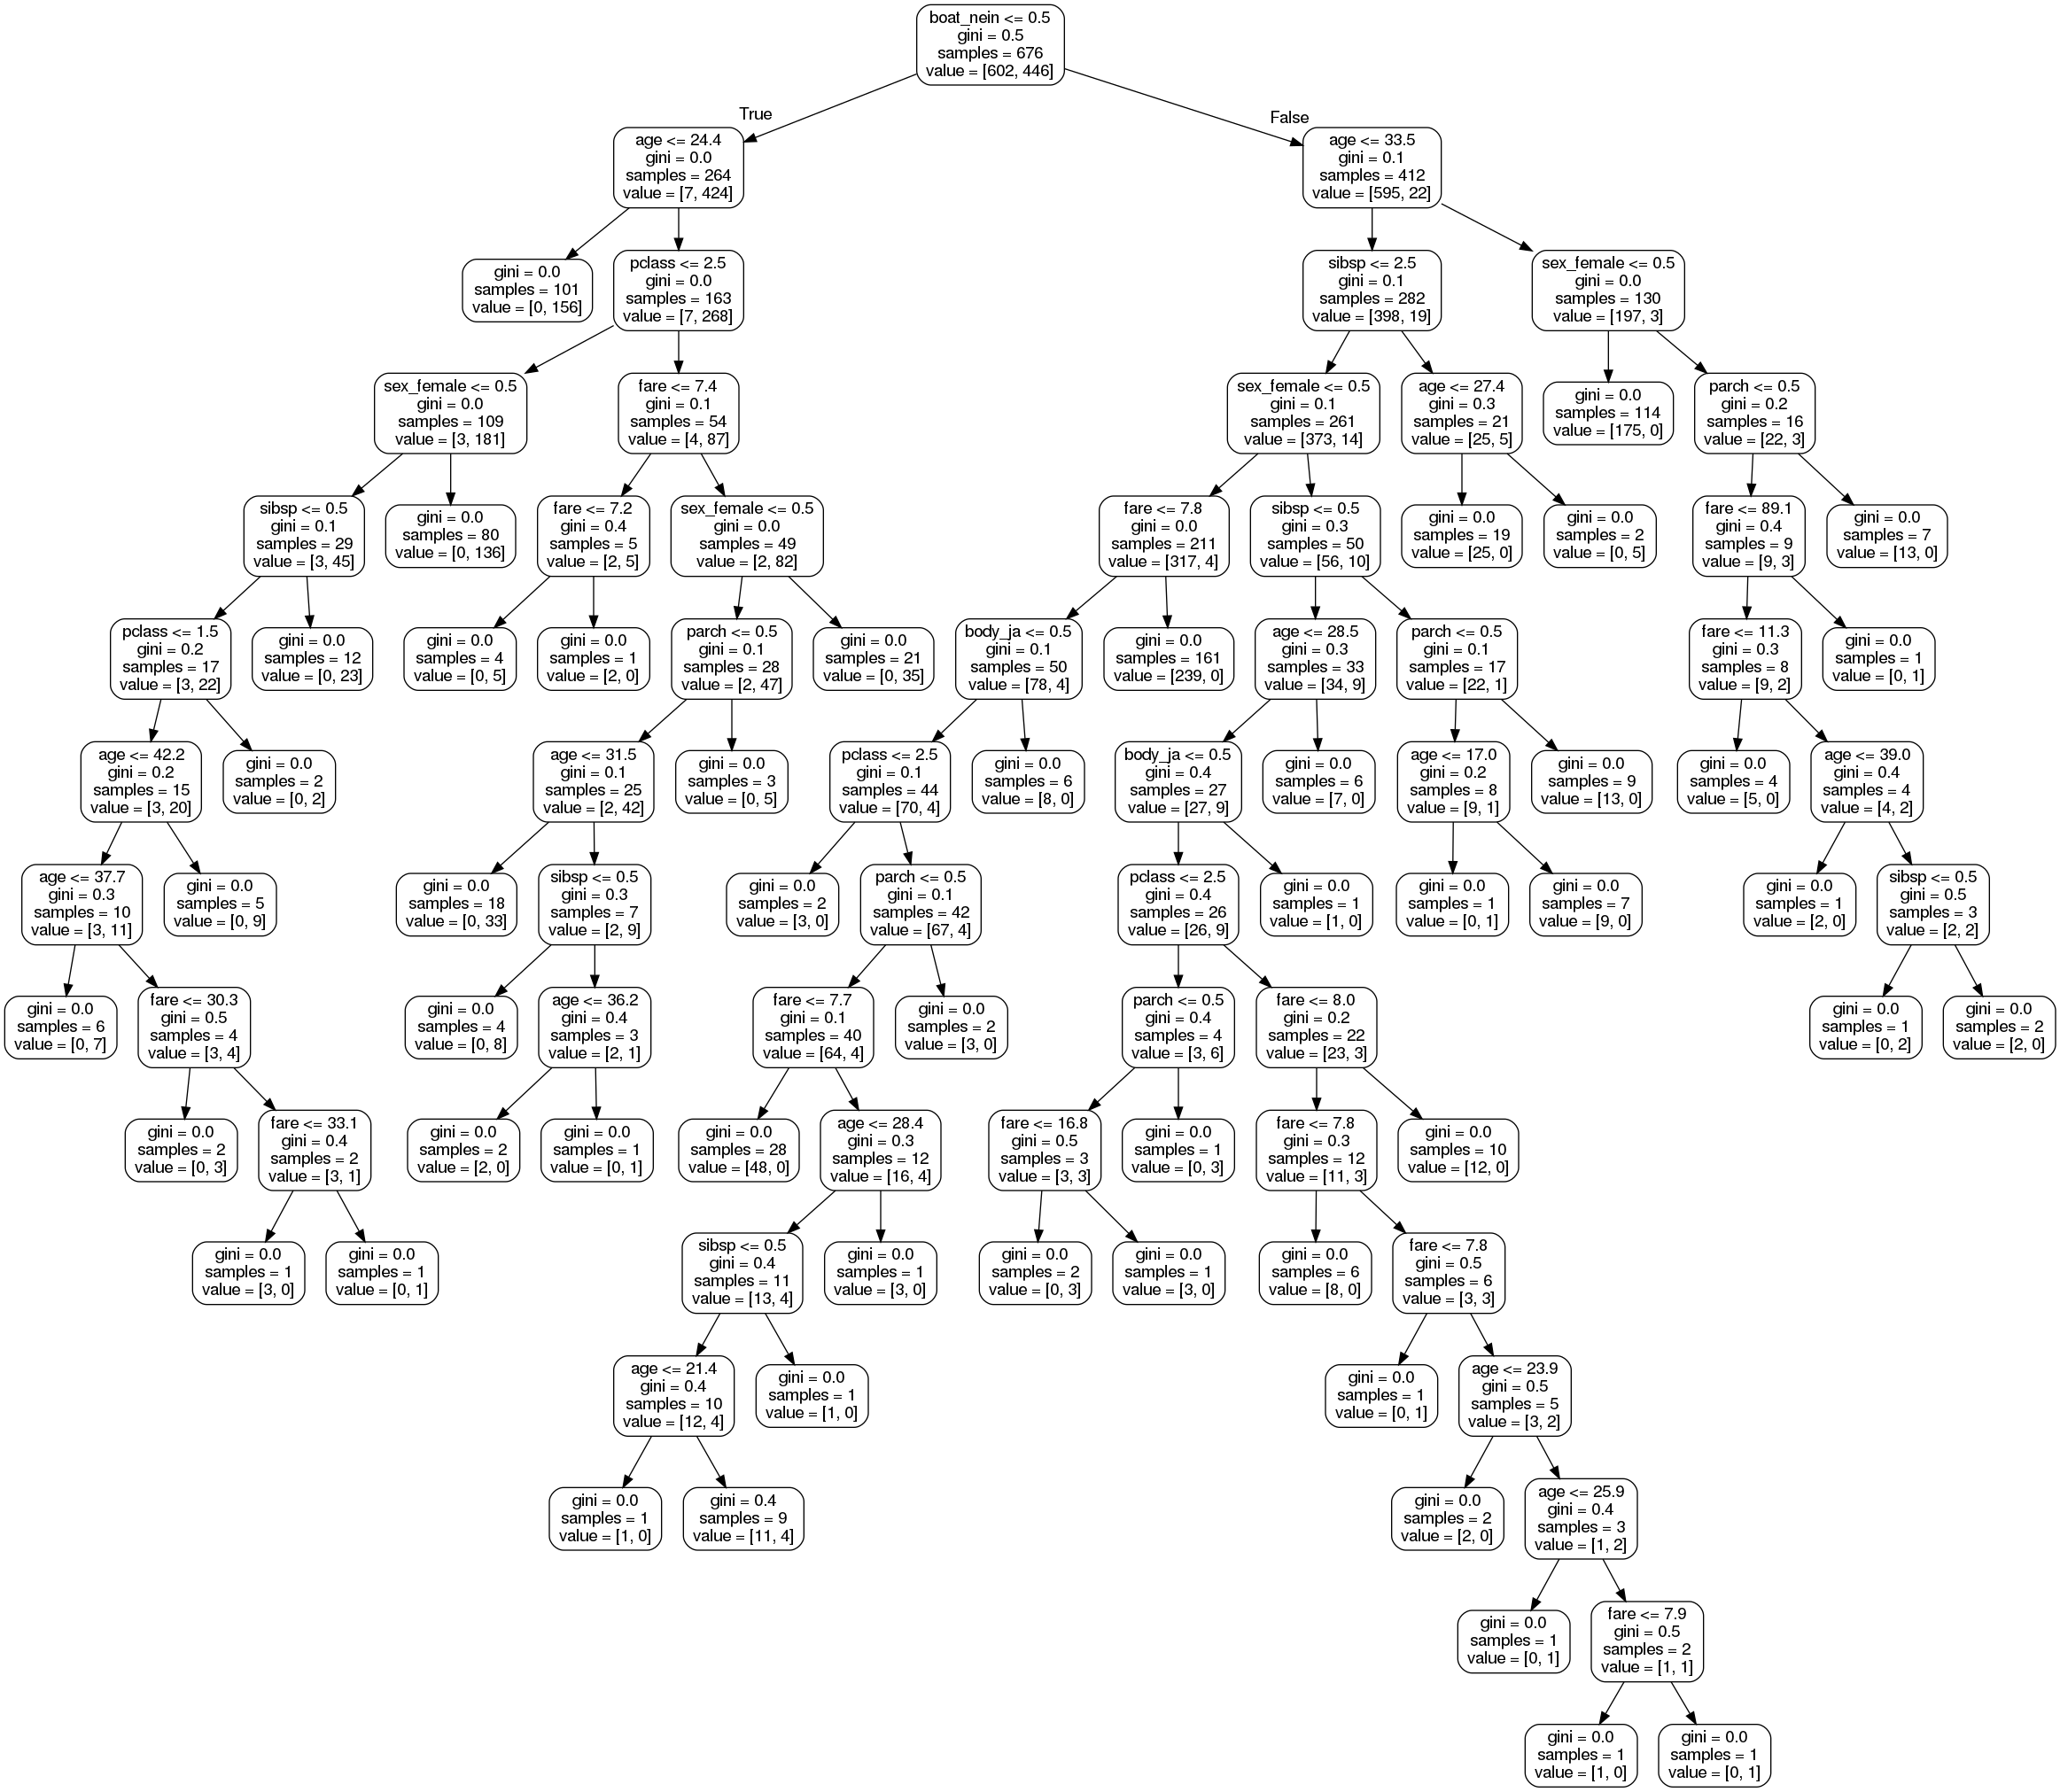 boat_nein <= 0.5
gini = 0.5
samples = 676
value = [602, 446]
True
False
age <= 24.4
gini = 0.0
samples = 264
value = [7, 424]
age <= 33.5
gini = 0.1
samples = 412
value = [595, 22]
gini = 0.0
samples = 101
value = [0, 156]
pclass <= 2.5
gini = 0.0
samples = 163
value = [7, 268]
sibsp <= 2.5
gini = 0.1
samples = 282
value = [398, 19]
sex_female <= 0.5
gini = 0.0
samples = 130
value = [197, 3]
sex_female <= 0.5
gini = 0.0
samples = 109
value = [3, 181]
fare <= 7.4
gini = 0.1
samples = 54
value = [4, 87]
sex_female <= 0.5
gini = 0.1
samples = 261
value = [373, 14]
age <= 27.4
gini = 0.3
samples = 21
value = [25, 5]
gini = 0.0
samples = 114
value = [175, 0]
parch <= 0.5
gini = 0.2
samples = 16
value = [22, 3]
sibsp <= 0.5
gini = 0.1
samples = 29
value = [3, 45]
gini = 0.0
samples = 80
value = [0, 136]
fare <= 7.2
gini = 0.4
samples = 5
value = [2, 5]
sex_female <= 0.5
gini = 0.0
samples = 49
value = [2, 82]
fare <= 7.8
gini = 0.0
samples = 211
value = [317, 4]
sibsp <= 0.5
gini = 0.3
samples = 50
value = [56, 10]
gini = 0.0
samples = 19
value = [25, 0]
gini = 0.0
samples = 2
value = [0, 5]
fare <= 89.1
gini = 0.4
samples = 9
value = [9, 3]
gini = 0.0
samples = 7
value = [13, 0]
pclass <= 1.5
gini = 0.2
samples = 17
value = [3, 22]
gini = 0.0
samples = 12
value = [0, 23]
gini = 0.0
samples = 4
value = [0, 5]
gini = 0.0
samples = 1
value = [2, 0]
parch <= 0.5
gini = 0.1
samples = 28
value = [2, 47]
gini = 0.0
samples = 21
value = [0, 35]
body_ja <= 0.5
gini = 0.1
samples = 50
value = [78, 4]
gini = 0.0
samples = 161
value = [239, 0]
age <= 28.5
gini = 0.3
samples = 33
value = [34, 9]
parch <= 0.5
gini = 0.1
samples = 17
value = [22, 1]
fare <= 11.3
gini = 0.3
samples = 8
value = [9, 2]
gini = 0.0
samples = 1
value = [0, 1]
age <= 42.2
gini = 0.2
samples = 15
value = [3, 20]
gini = 0.0
samples = 2
value = [0, 2]
age <= 31.5
gini = 0.1
samples = 25
value = [2, 42]
gini = 0.0
samples = 3
value = [0, 5]
pclass <= 2.5
gini = 0.1
samples = 44
value = [70, 4]
gini = 0.0
samples = 6
value = [8, 0]
body_ja <= 0.5
gini = 0.4
samples = 27
value = [27, 9]
gini = 0.0
samples = 6
value = [7, 0]
age <= 17.0
gini = 0.2
samples = 8
value = [9, 1]
gini = 0.0
samples = 9
value = [13, 0]
gini = 0.0
samples = 4
value = [5, 0]
age <= 39.0
gini = 0.4
samples = 4
value = [4, 2]
age <= 37.7
gini = 0.3
samples = 10
value = [3, 11]
gini = 0.0
samples = 5
value = [0, 9]
gini = 0.0
samples = 18
value = [0, 33]
sibsp <= 0.5
gini = 0.3
samples = 7
value = [2, 9]
gini = 0.0
samples = 2
value = [3, 0]
parch <= 0.5
gini = 0.1
samples = 42
value = [67, 4]
pclass <= 2.5
gini = 0.4
samples = 26
value = [26, 9]
gini = 0.0
samples = 1
value = [1, 0]
gini = 0.0
samples = 1
value = [0, 1]
gini = 0.0
samples = 7
value = [9, 0]
gini = 0.0
samples = 1
value = [2, 0]
sibsp <= 0.5
gini = 0.5
samples = 3
value = [2, 2]
gini = 0.0
samples = 6
value = [0, 7]
fare <= 30.3
gini = 0.5
samples = 4
value = [3, 4]
gini = 0.0
samples = 4
value = [0, 8]
age <= 36.2
gini = 0.4
samples = 3
value = [2, 1]
fare <= 7.7
gini = 0.1
samples = 40
value = [64, 4]
gini = 0.0
samples = 2
value = [3, 0]
parch <= 0.5
gini = 0.4
samples = 4
value = [3, 6]
fare <= 8.0
gini = 0.2
samples = 22
value = [23, 3]
gini = 0.0
samples = 1
value = [0, 2]
gini = 0.0
samples = 2
value = [2, 0]
gini = 0.0
samples = 2
value = [0, 3]
fare <= 33.1
gini = 0.4
samples = 2
value = [3, 1]
gini = 0.0
samples = 2
value = [2, 0]
gini = 0.0
samples = 1
value = [0, 1]
gini = 0.0
samples = 28
value = [48, 0]
age <= 28.4
gini = 0.3
samples = 12
value = [16, 4]
fare <= 16.8
gini = 0.5
samples = 3
value = [3, 3]
gini = 0.0
samples = 1
value = [0, 3]
fare <= 7.8
gini = 0.3
samples = 12
value = [11, 3]
gini = 0.0
samples = 10
value = [12, 0]
gini = 0.0
samples = 1
value = [3, 0]
gini = 0.0
samples = 1
value = [0, 1]
sibsp <= 0.5
gini = 0.4
samples = 11
value = [13, 4]
gini = 0.0
samples = 1
value = [3, 0]
gini = 0.0
samples = 2
value = [0, 3]
gini = 0.0
samples = 1
value = [3, 0]
gini = 0.0
samples = 6
value = [8, 0]
fare <= 7.8
gini = 0.5
samples = 6
value = [3, 3]
age <= 21.4
gini = 0.4
samples = 10
value = [12, 4]
gini = 0.0
samples = 1
value = [1, 0]
gini = 0.0
samples = 1
value = [0, 1]
age <= 23.9
gini = 0.5
samples = 5
value = [3, 2]
gini = 0.0
samples = 1
value = [1, 0]
gini = 0.4
samples = 9
value = [11, 4]
gini = 0.0
samples = 2
value = [2, 0]
age <= 25.9
gini = 0.4
samples = 3
value = [1, 2]
gini = 0.0
samples = 1
value = [0, 1]
fare <= 7.9
gini = 0.5
samples = 2
value = [1, 1]
gini = 0.0
samples = 1
value = [1, 0]
gini = 0.0
samples = 1
value = [0, 1]